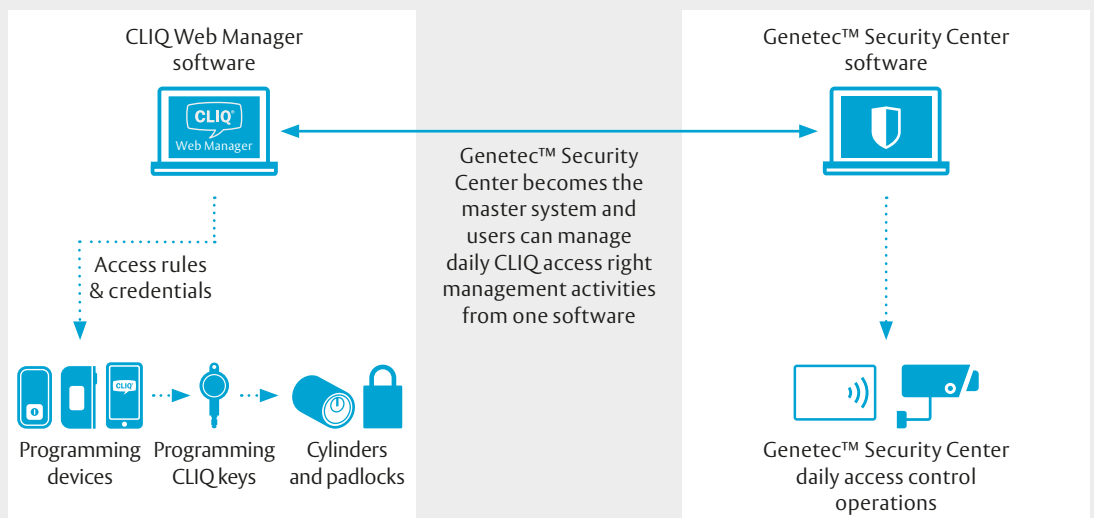 CLIQ Web Manager
software
CLIQ®
Web Manager
Access rules
& credentials
CLIQ
Programming
devices
Programming
CLIQ keys
Cylinders
and padlocks
Genetec™ Security
Center becomes the
master system and
users can manage
daily CLIQ access right
management activities
from one software
Genetec™ Security Center
software
Genetec™ Security Center
daily access control
operations